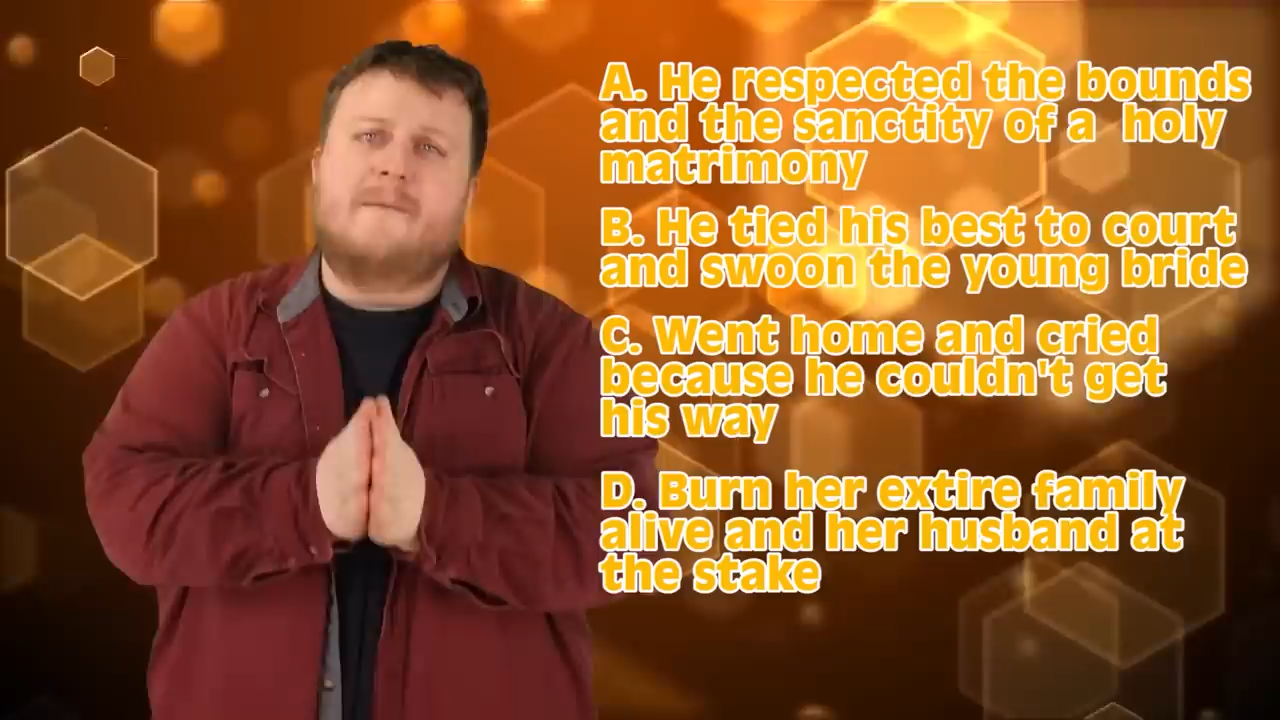 A. He respected the bounds
and the sanctity of a  holy
matrimony
B. He tied his best to court
and swoon the young bride
C. Went home and cried
because he couldn't get
his way
D. Burn her extire family
alive and her husband at
the stake